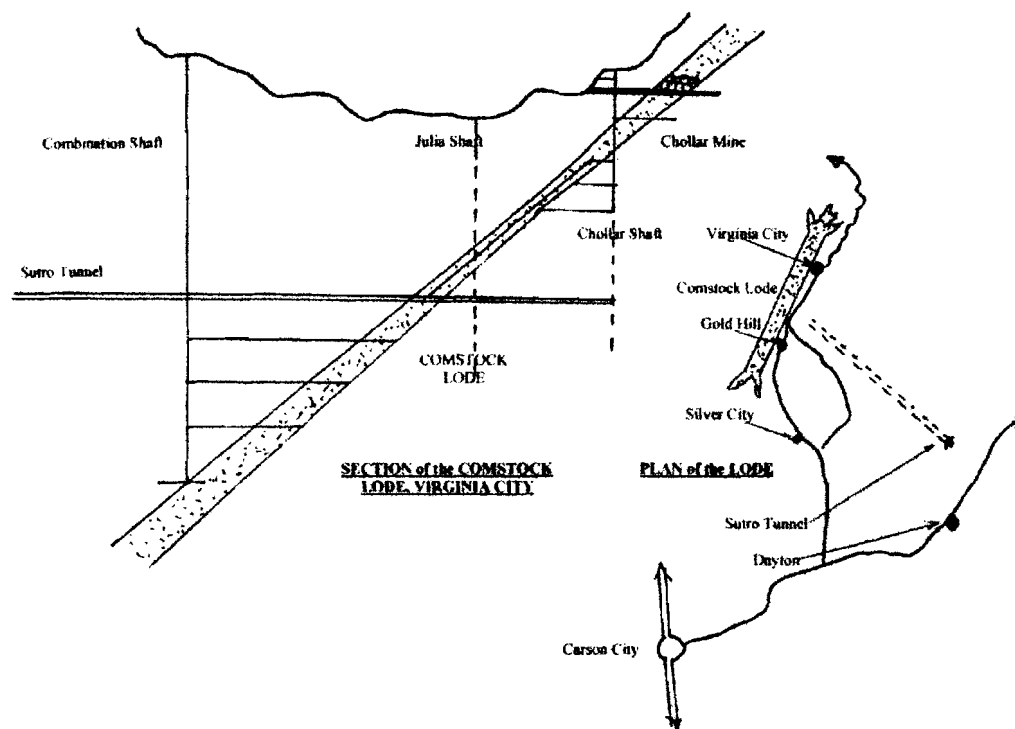 Combination Shaft
Julia Shaft
Chollar Mine
Chollar Shaft
Sutro Tunnel
COMSTOCK
LODE
SECTION of the COMSTOCK
LODE, VIRGINIA CITY
Virginia City
Comstock Lode
Gold Hill
Silver City
PLAN of the LODE
Sutro Tunnel
Dayton
Carson City